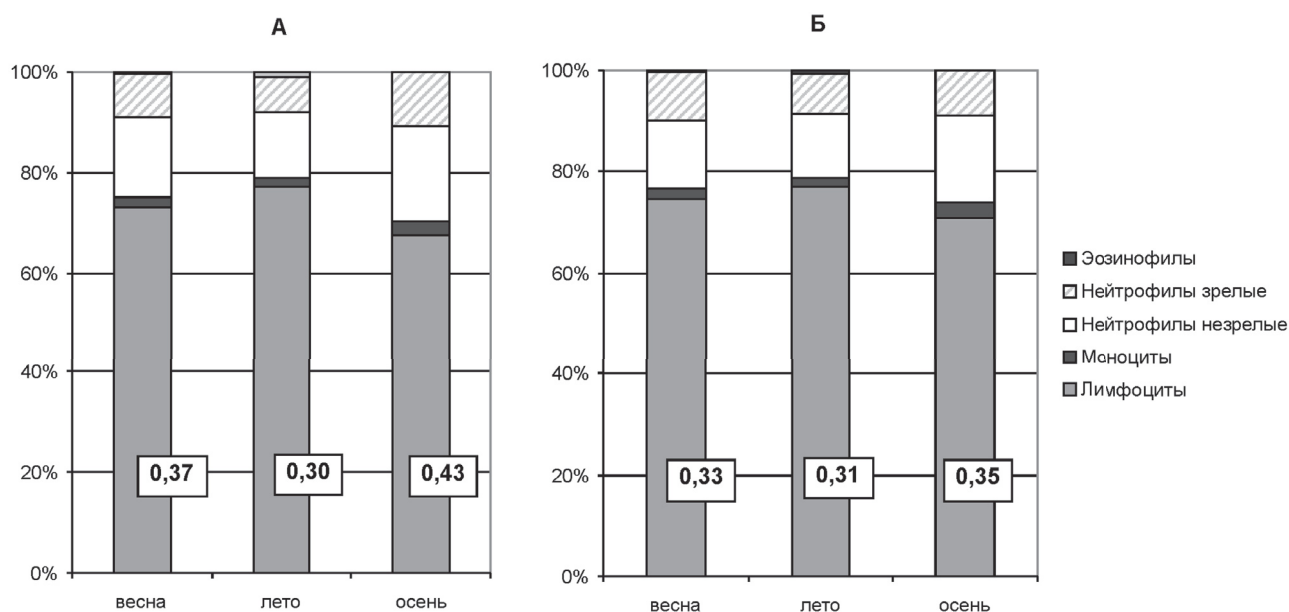 А
100%
80%
60%
40%
20%
0%
0,37
0,30
0,43
весна
лето
осень
Б
100%
80%
60%
40%
20%
0%
0,33
0,31
0,35
весна
лето
осень
Эозинофилы
Нейтрофилы зрелые
Нейтрофилы незрелые
Моноциты
Лимфоциты